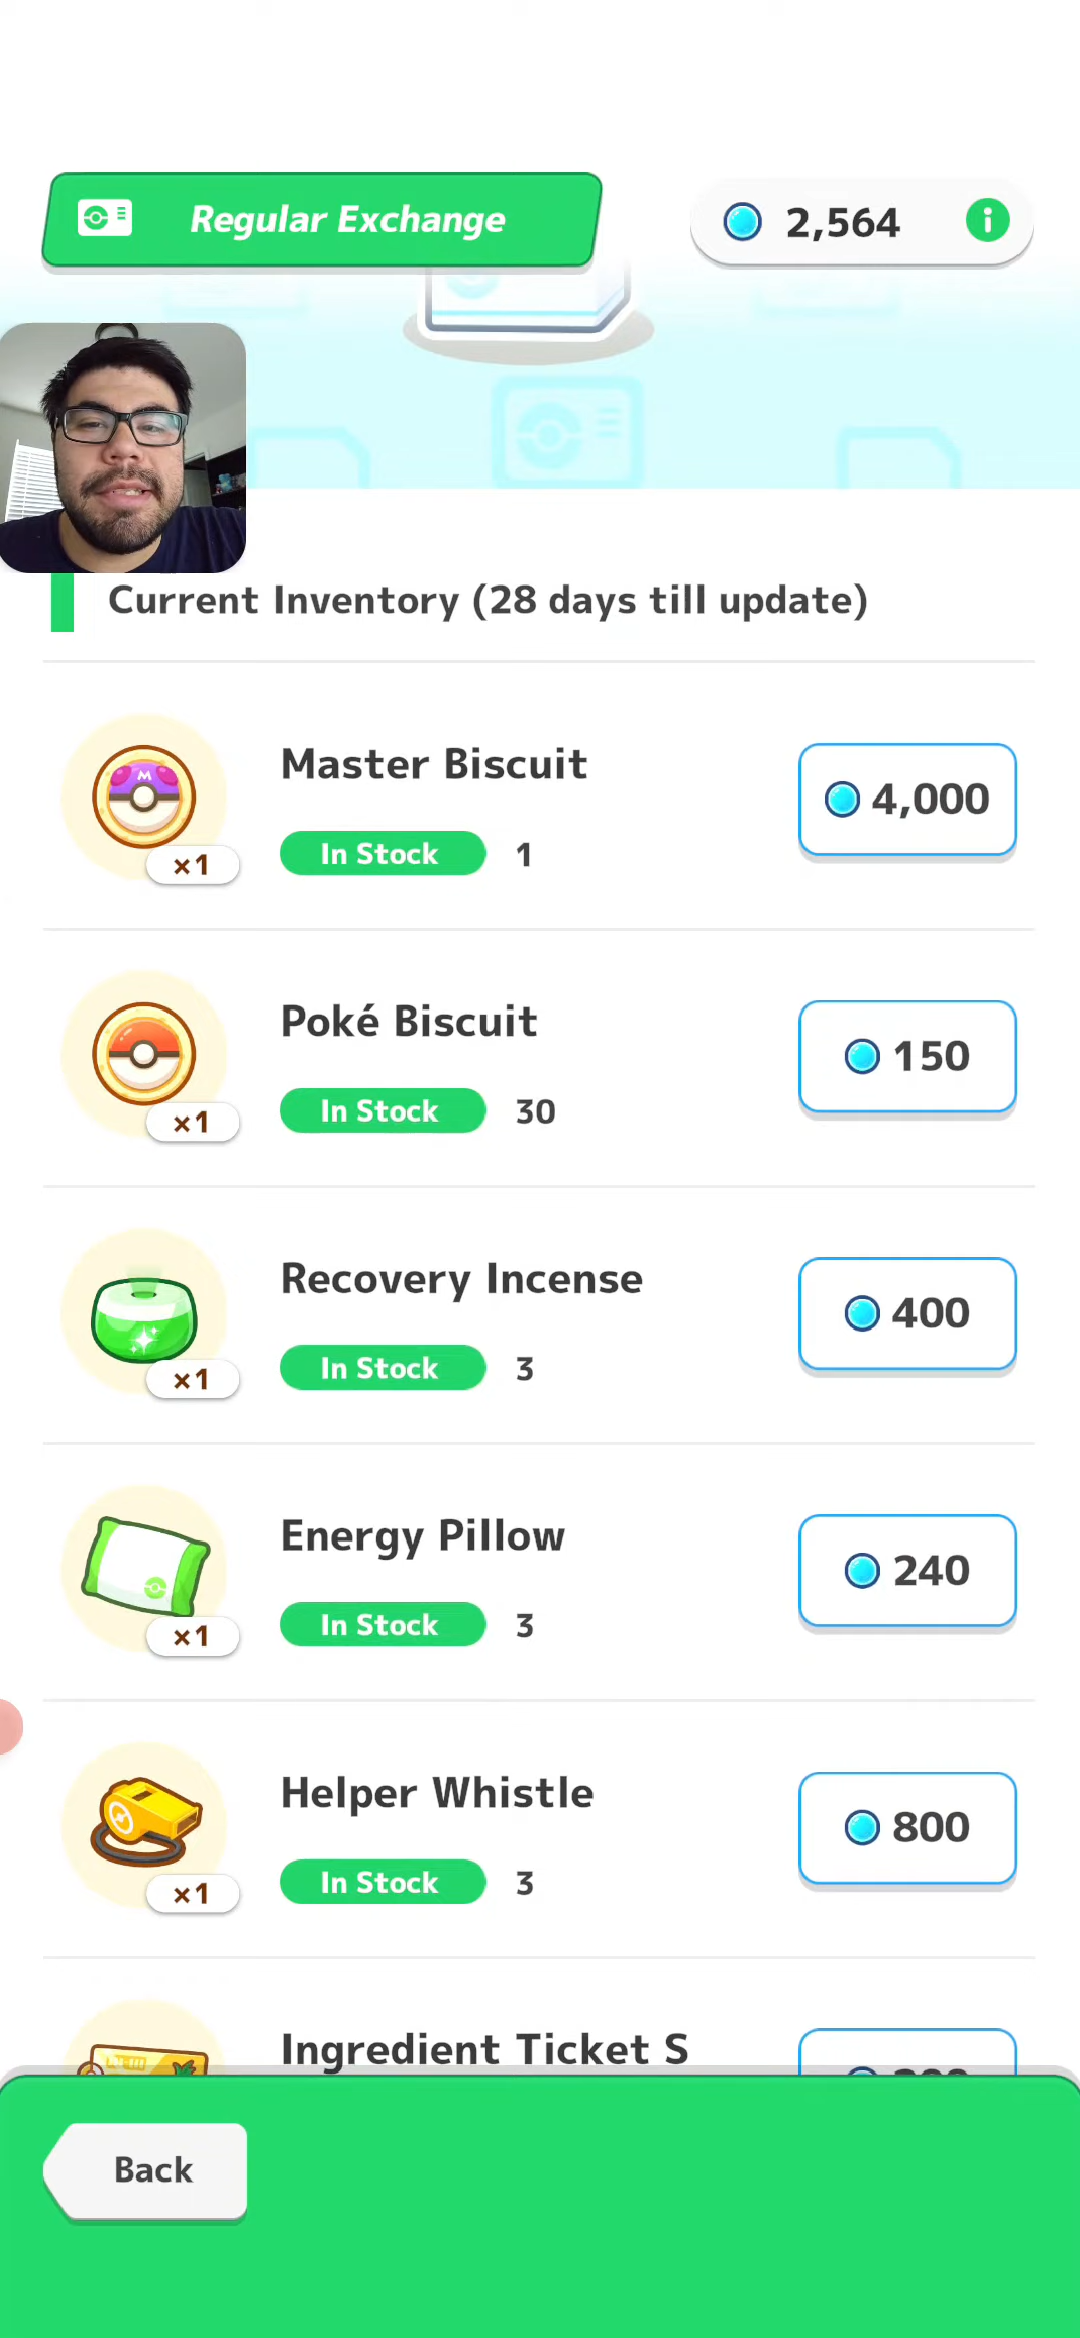 Regular Exchange
2,564
Current Inventory (28 days till update)
Master Biscuit
4,000
×1
In Stock 1
Poké Biscuit
150
×1
In Stock 30
Recovery Incense
400
×1
In Stock 3
Energy Pillow
240
×1
In Stock 3
Helper Whistle
800
×1
In Stock 3
Ingredient Ticket S
Back